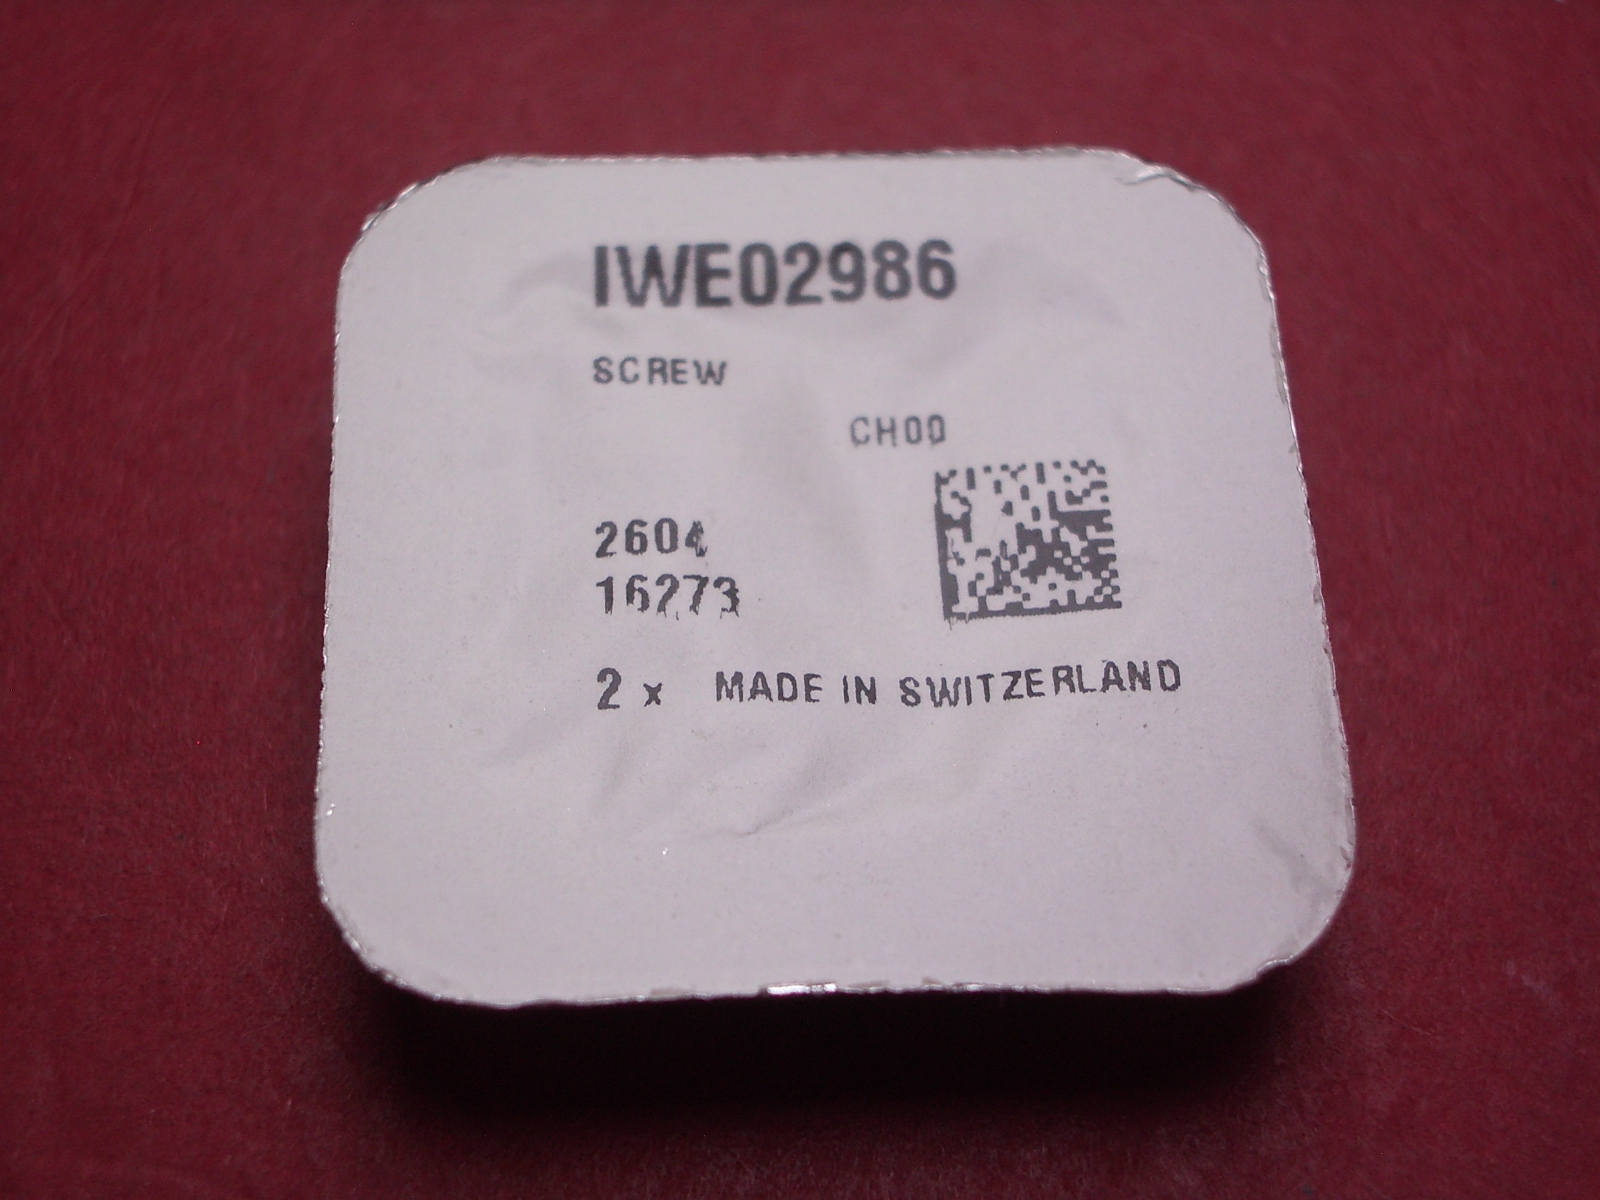 IWE02986
SCREW
CH00
2604
16273
2 x MADE IN SWITZERLAND